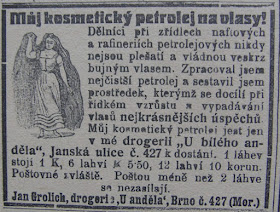 Můj kosmetický petrolej na vlasy!
Dělníci při zřídlech naftových
a rafineriích petrolejových nikdy
nejsou plešatí a vládnou veskrz
bujným vlasem. Zpracoval jsem
nejčistší petrolej a sestavil jsem
prostředek, kterýmž se docílí při
řídkém vzrůstu a vypadávání
vlasů nejkrásnějších úspěchů.
Můj kosmetický petrolej jest jen
v mé drogerii „U bílého an-
děla“, Janská ulice č. 427 k dostání. 1 láhev
stojí 1 K, 6 lahví K 5·50, 12 lahví 10 korun.
Poštovné zvláště. Poštou méně než 2 láhve
se nezasílají.
Jan Grolich, drogerie „U anděla“, Brno č. 427 (Mor.)